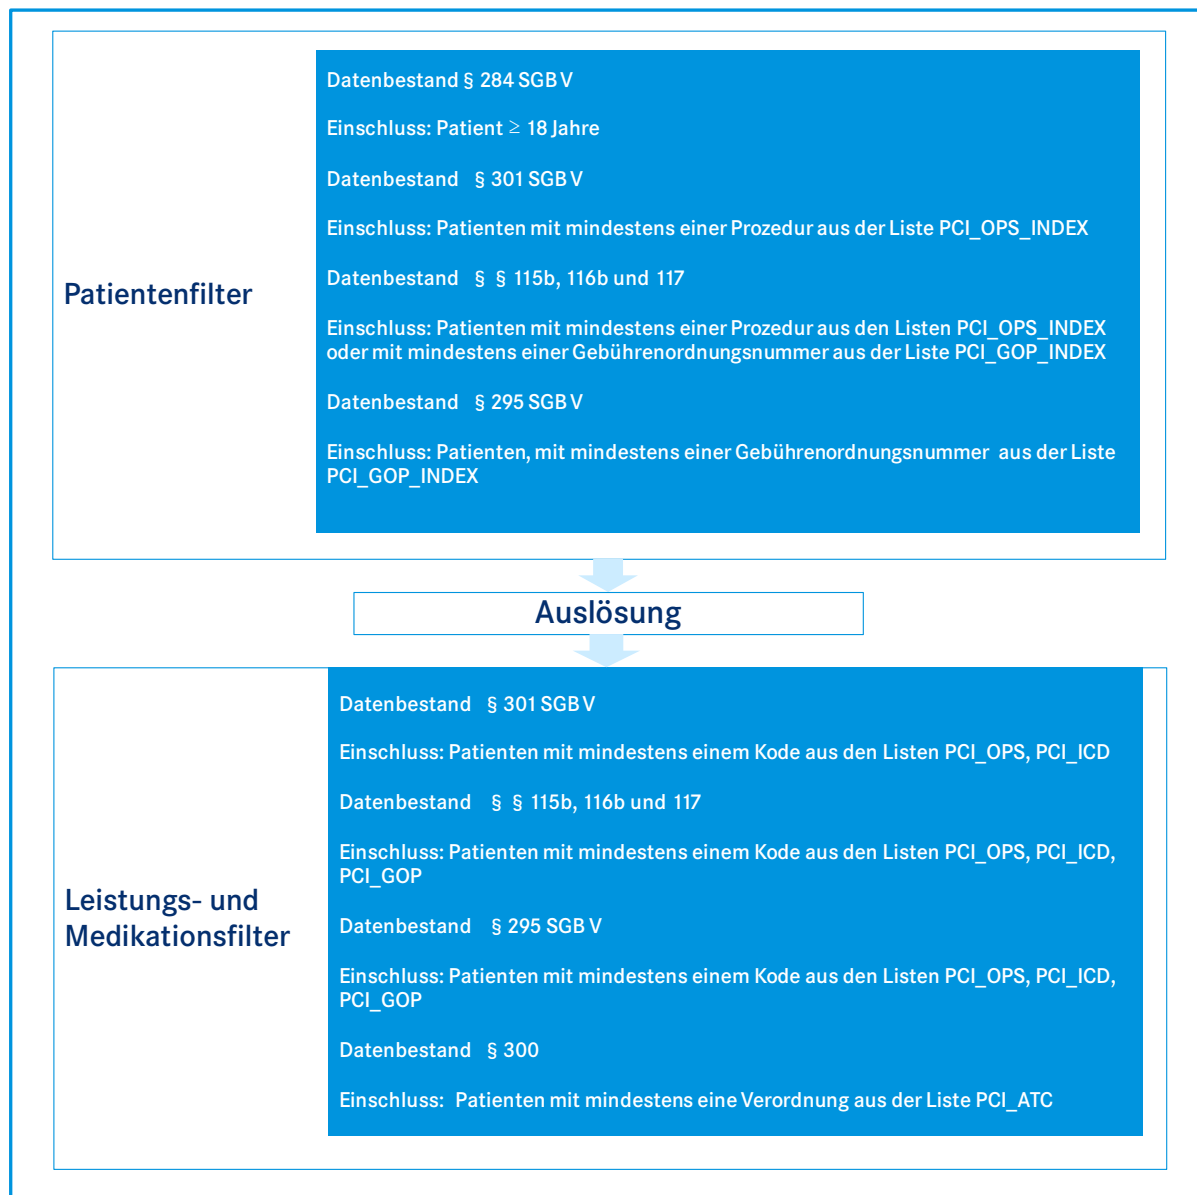 Patientenfilter
Datenbestand § 284 SGB V
Einschluss: Patient ≥ 18 Jahre
Datenbestand § 301 SGB V
Einschluss: Patienten mit mindestens einer Prozedur aus der Liste PCI_OPS_INDEX
Datenbestand § § 115b, 116b und 117
Einschluss: Patienten mit mindestens einer Prozedur aus den Listen PCI_OPS_INDEX
oder mit mindestens einer Gebührenordnungsnummer aus der Liste PCI_GOP_INDEX
Datenbestand § 295 SGB V
Einschluss: Patienten, mit mindestens einer Gebührenordnungsnummer aus der Liste
PCI_GOP_INDEX
Auslösung
Leistungs- und
Medikationsfilter
Datenbestand § 301 SGB V
Einschluss: Patienten mit mindestens einem Kode aus den Listen PCI_OPS, PCI_ICD
Datenbestand § § 115b, 116b und 117
Einschluss: Patienten mit mindestens einem Kode aus den Listen PCI_OPS, PCI_ICD,
PCI_GOP
Datenbestand § 295 SGB V
Einschluss: Patienten mit mindestens einem Kode aus den Listen PCI_OPS, PCI_ICD,
PCI_GOP
Datenbestand § 300
Einschluss: Patienten mit mindestens eine Verordnung aus der Liste PCI_ATC